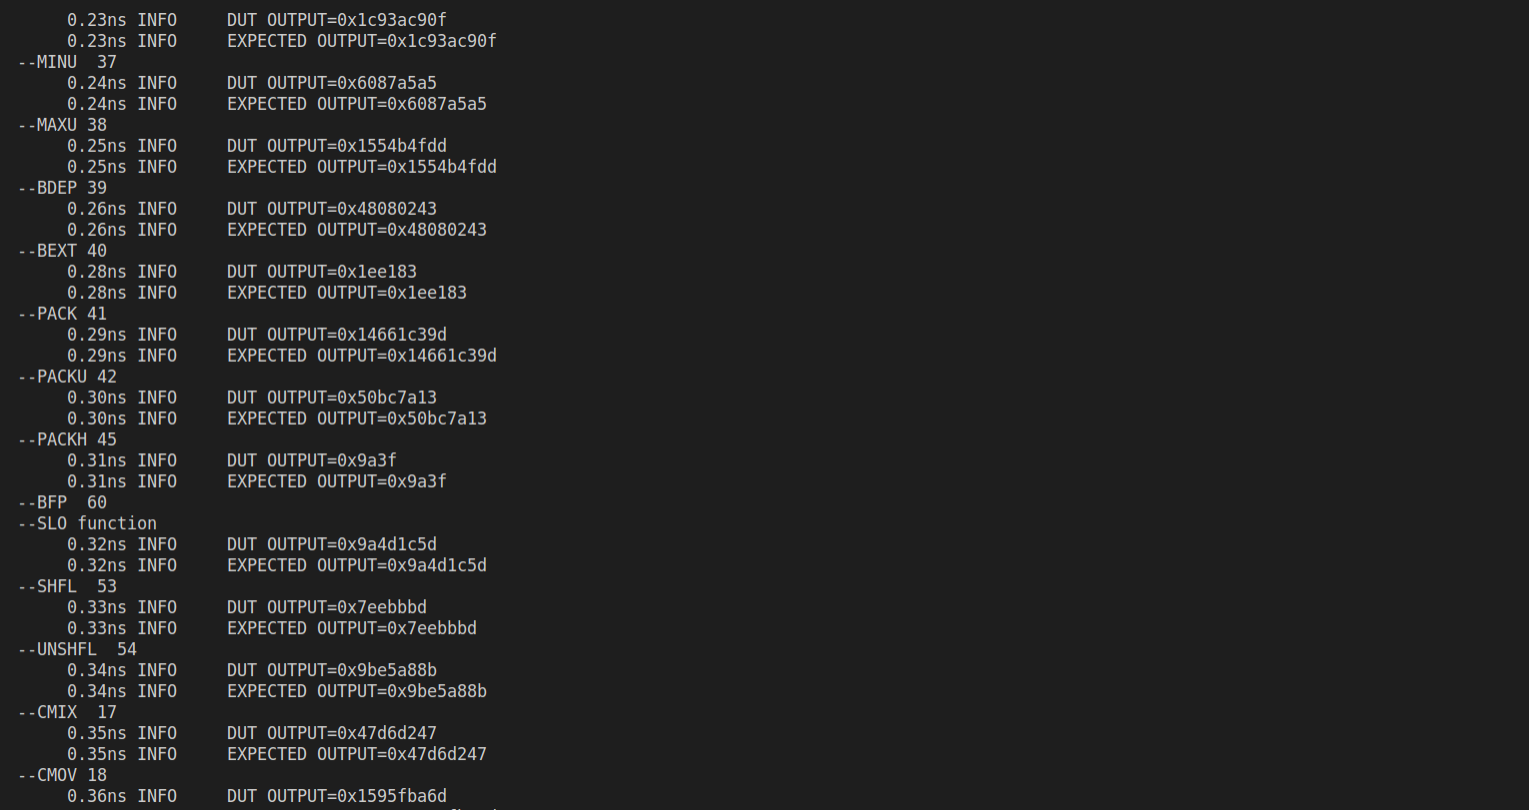 0.23ns INFO     DUT OUTPUT=0x1c93ac90f
0.23ns INFO     EXPECTED OUTPUT=0x1c93ac90f
--MINU  37
0.24ns INFO     DUT OUTPUT=0x6087a5a5
0.24ns INFO     EXPECTED OUTPUT=0x6087a5a5
--MAXU 38
0.25ns INFO     DUT OUTPUT=0x1554b4fdd
0.25ns INFO     EXPECTED OUTPUT=0x1554b4fdd
--BDEP 39
0.26ns INFO     DUT OUTPUT=0x48080243
0.26ns INFO     EXPECTED OUTPUT=0x48080243
--BEXT 40
0.28ns INFO     DUT OUTPUT=0x1ee183
0.28ns INFO     EXPECTED OUTPUT=0x1ee183
--PACK 41
0.29ns INFO     DUT OUTPUT=0x14661c39d
0.29ns INFO     EXPECTED OUTPUT=0x14661c39d
--PACKU 42
0.30ns INFO     DUT OUTPUT=0x50bc7a13
0.30ns INFO     EXPECTED OUTPUT=0x50bc7a13
--PACKH 45
0.31ns INFO     DUT OUTPUT=0x9a3f
0.31ns INFO     EXPECTED OUTPUT=0x9a3f
--BFP  60
--SLO function
0.32ns INFO     DUT OUTPUT=0x9a4d1c5d
0.32ns INFO     EXPECTED OUTPUT=0x9a4d1c5d
--SHFL  53
0.33ns INFO     DUT OUTPUT=0x7eebbbd
0.33ns INFO     EXPECTED OUTPUT=0x7eebbbd
--UNSHFL  54
0.34ns INFO     DUT OUTPUT=0x9be5a88b
0.34ns INFO     EXPECTED OUTPUT=0x9be5a88b
--CMIX  17
0.35ns INFO     DUT OUTPUT=0x47d6d247
0.35ns INFO     EXPECTED OUTPUT=0x47d6d247
--CMOV 18
0.36ns INFO     DUT OUTPUT=0x1595fba6d